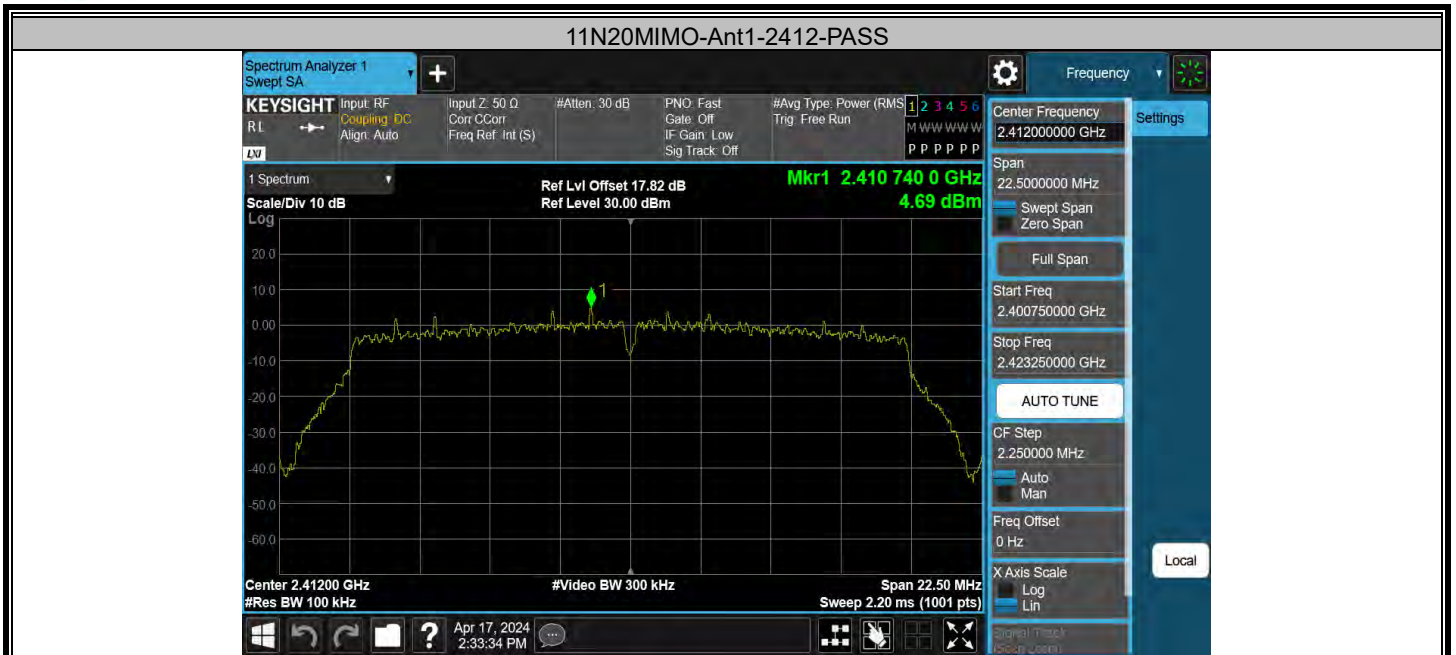 11N20MIMO-Ant1-2412-PASS
Spectrum Analyzer 1
Swept SA
Frequency
KEYSIGHT
Input: RF
Input Z: 50 Ω
#Atten: 30 dB
PNO: Fast
#Avg Type: Power (RMS
1 2 3 4 5 6
RL
Coupling: DC
Corr CCorr
Gate: Off
Trig: Free Run
M W W W W W
Align: Auto
Freq Ref: Int (S)
IF Gain: Low
P P P P P P
LXI
Sig Track: Off
Center Frequency
2.412000000 GHz
Settings
1 Spectrum
Ref Lvl Offset 17.82 dB
Mkr1 2.410 740 0 GHz
Scale/Div 10 dB
Ref Level 30.00 dBm
4.69 dBm
Log
20.0
10.0
0.00
-10.0
-20.0
-30.0
-40.0
-50.0
-60.0
1
Span
22.5000000 MHz
Swept Span
Zero Span
Full Span
Start Freq
2.400750000 GHz
Stop Freq
2.423250000 GHz
AUTO TUNE
CF Step
2.250000 MHz
Auto
Man
Freq Offset
0 Hz
X Axis Scale
Log
Lin
Local
Center 2.41200 GHz
#Video BW 300 kHz
Span 22.50 MHz
#Res BW 100 kHz
Sweep 2.20 ms (1001 pts)
?
Apr 17, 2024
2:33:34 PM
Signal Track
(Span Zoom)